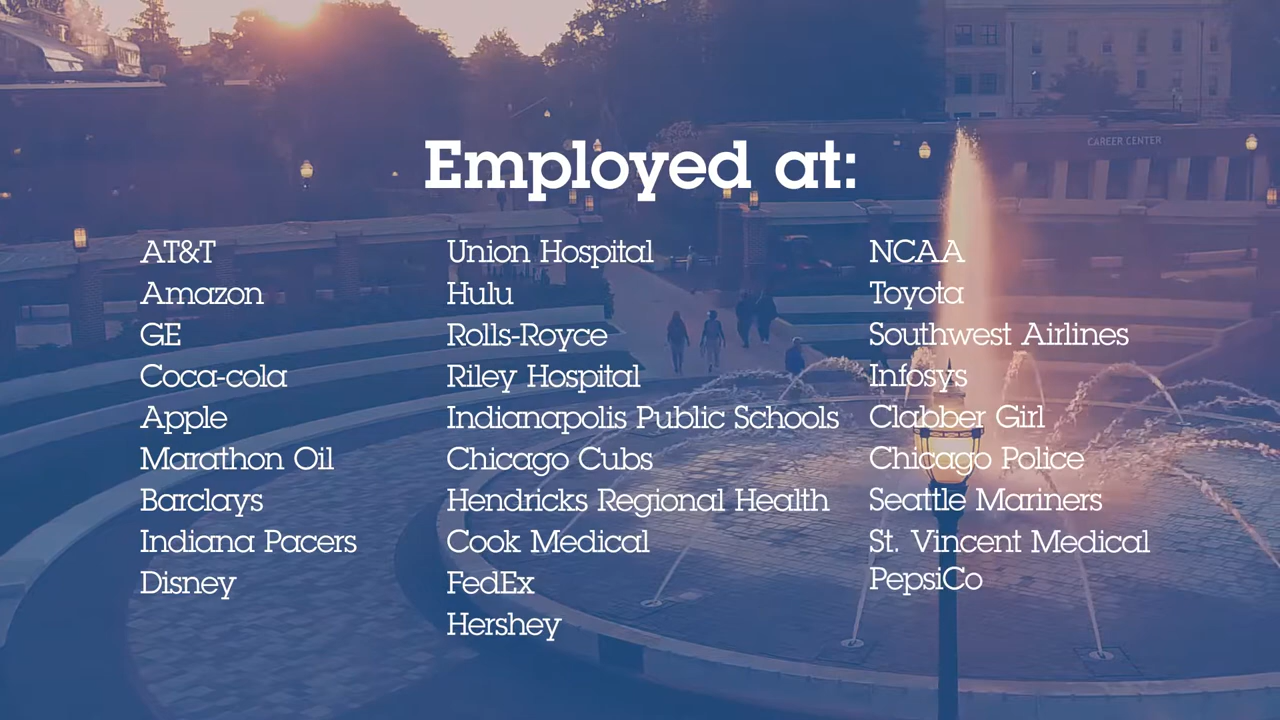 CAREER CENTER
Employed at:
AT&T
Amazon
GE
Coca-cola
Apple
Marathon Oil
Barclays
Indiana Pacers
Disney
Union Hospital
Hulu
Rolls-Royce
Riley Hospital
Indianapolis Public Schools
Chicago Cubs
Hendricks Regional Health
Cook Medical
FedEx
Hershey
NCAA
Toyota
Southwest Airlines
Infosys
Clabber Girl
Chicago Police
Seattle Mariners
St. Vincent Medical
PepsiCo